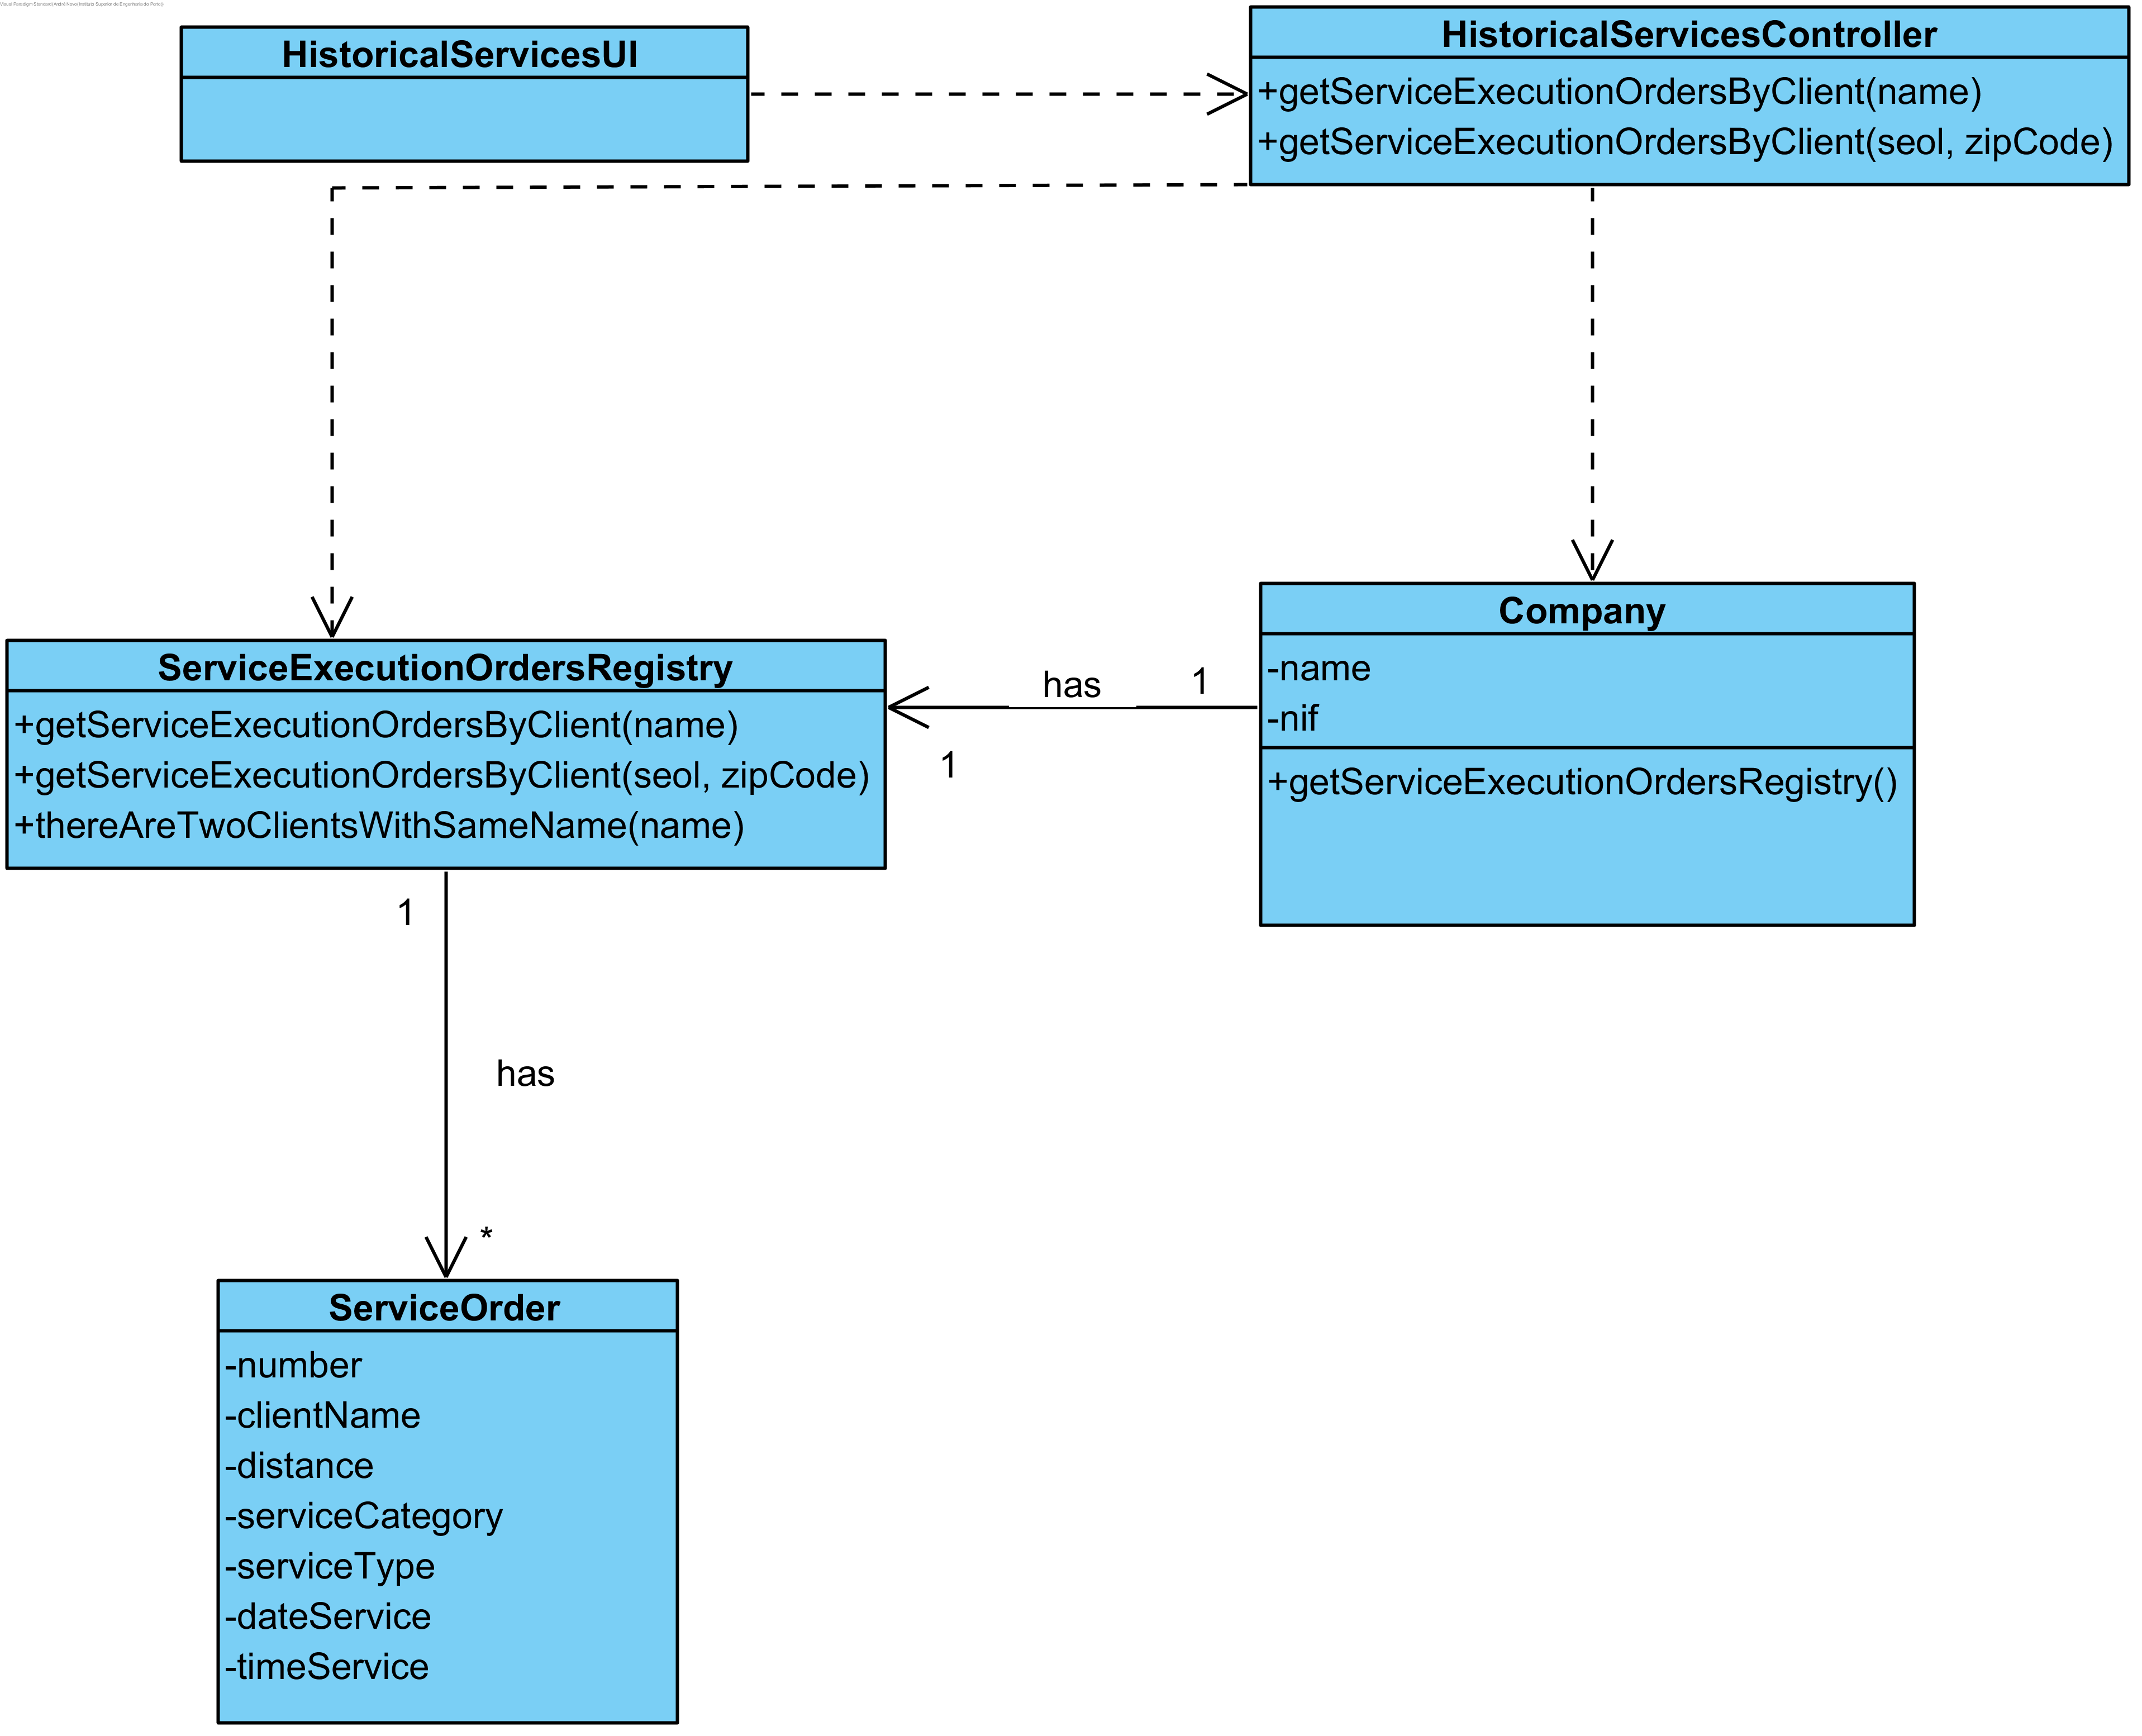 Visual Paradigm Standard(André Novo(Instituto Superior de Engenharia do Porto))
HistoricalServicesUI
HistoricalServicesController
+getServiceExecutionOrdersByClient(name)
+getServiceExecutionOrdersByClient(seol, zipCode)
ServiceExecutionOrdersRegistry
+getServiceExecutionOrdersByClient(name)
+getServiceExecutionOrdersByClient(seol, zipCode)
+thereAreTwoClientsWithSameName(name)
has
1
1
Company
-name
-nif
+getServiceExecutionOrdersRegistry()
1
has
*
ServiceOrder
-number
-clientName
-distance
-serviceCategory
-serviceType
-dateService
-timeService